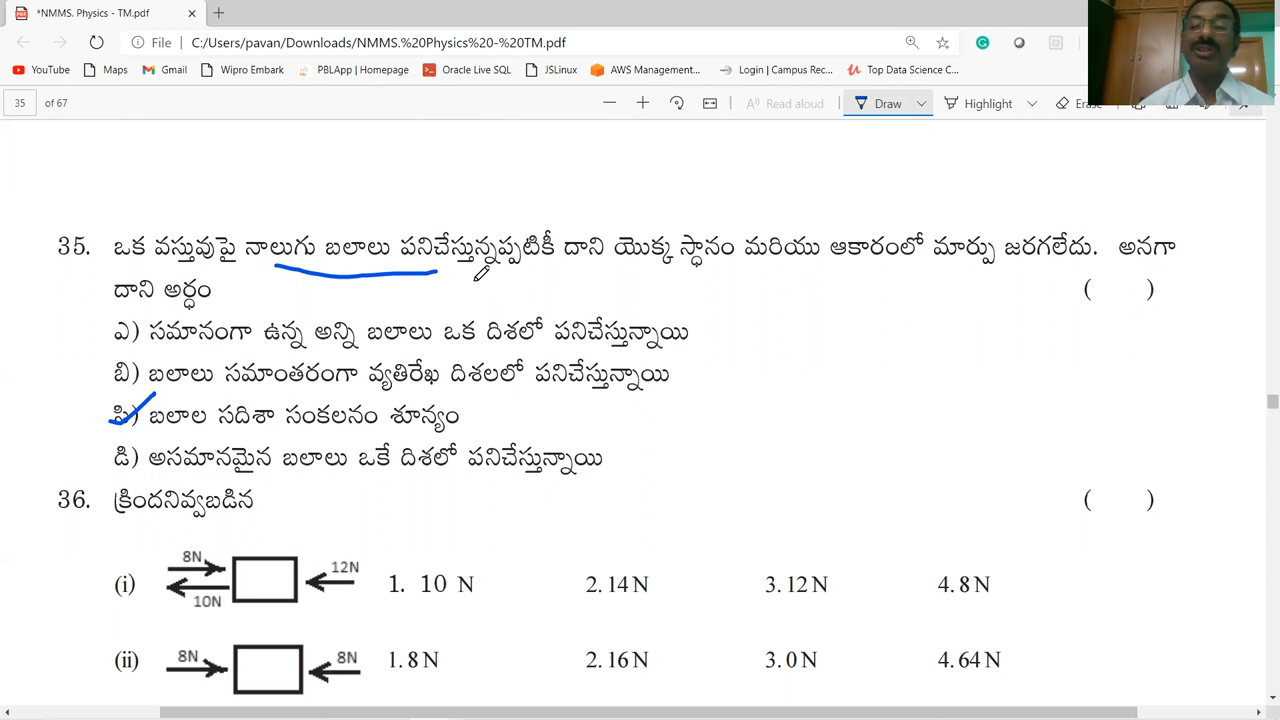 *NMMS. Physics - TM.pdf
File C:/Users/pavan/Downloads/NMMS.%20Physics%20-%20TM.pdf
YouTube Maps Gmail Wipro Embark PBLApp | Homepage Oracle Live SQL JSLinux AWS Management... Login | Campus Rec... Top Data Science C...
35 of 67 Read aloud Draw Highlight Erase
35. ఒక వస్తువుపై నాలుగు బలాలు పనిచేస్తున్నప్పటికీ దాని యొక్క స్థానం మరియు ఆకారంలో మార్పు జరగలేదు. అనగా
దాని అర్థం ( )
ఎ) సమానంగా ఉన్న అన్ని బలాలు ఒక దిశలో పనిచేస్తున్నాయి
బి) బలాలు సమాంతరంగా వ్యతిరేఖ దిశలలో పనిచేస్తున్నాయి
సి) బలాల సదిశా సంకలనం శూన్యం
డి) అసమానమైన బలాలు ఒకే దిశలో పనిచేస్తున్నాయి
36. క్రిందనివ్వబడిన ( )
(i) 8N 10N 12N 1. 10 N 2. 14 N 3. 12 N 4. 8 N
(ii) 8N 8N 1. 8 N 2. 16 N 3. 0 N 4. 64 N